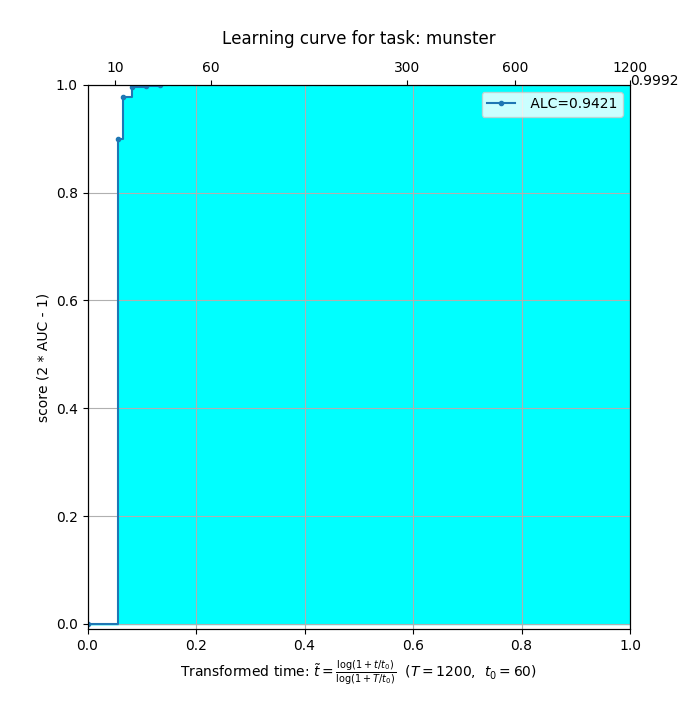 Learning curve for task: munster
10 60 300 600 1200
0.9992
1.0
ALC=0.9421
0.8
0.6
0.4
0.2
0.0
score (2 * AUC - 1)
0.0 0.2 0.4 0.6 0.8 1.0
Transformed time: t̃ = log(1 + t/t₀) / log(1 + T/t₀) (T = 1200, t₀ = 60)